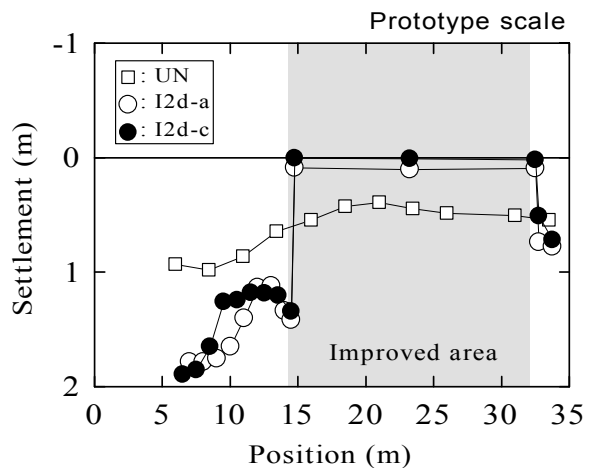 Prototype scale
-1
: UN
: I2d-a
: I2d-c
0
Settlement (m)
1
Improved area
2
0 5 10 15 20 25 30 35
Position (m)